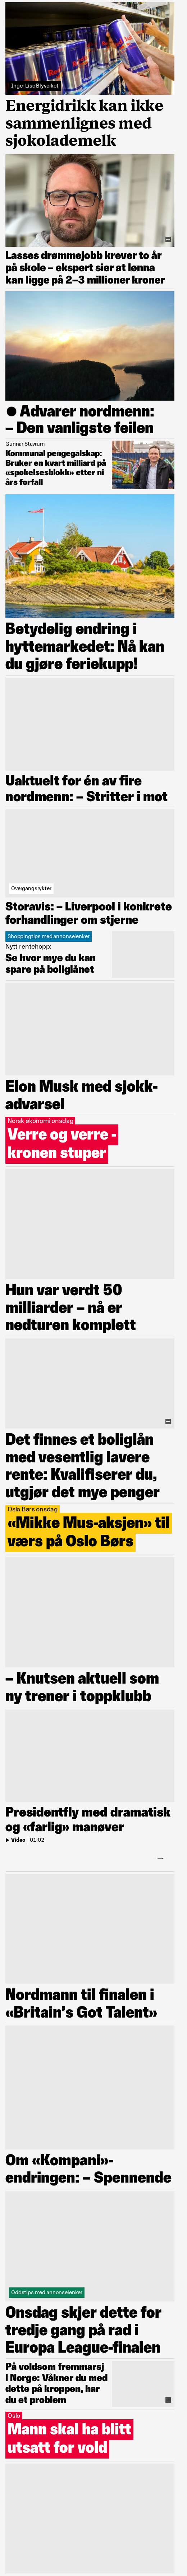 Inger Lise Blyverket
Energidrikk kan ikke
sammenlignes med
sjokolademelk
Lasses drømmejobb krever to år
på skole – ekspert sier at lønna
kan ligge på 2–3 millioner kroner
● Advarer nordmenn:
– Den vanligste feilen
Gunnar Stavrum
Kommunal pengegalskap:
Bruker en kvart milliard på
«spøkelsesblokk» etter ni
års forfall
Betydelig endring i
hyttemarkedet: Nå kan
du gjøre feriekupp!
Uaktuelt for én av fire
nordmenn: – Stritter i mot
Overgangsrykter
Storavis: – Liverpool i konkrete
forhandlinger om stjerne
Shoppingtips med annonselenker
Nytt rentehopp:
Se hvor mye du kan
spare på boliglånet
Elon Musk med sjokk-
advarsel
Norsk økonomi onsdag
Verre og verre -
kronen stuper
Hun var verdt 50
milliarder – nå er
nedturen komplett
Det finnes et boliglån
med vesentlig lavere
rente: Kvalifiserer du,
utgjør det mye penger
Oslo Børs onsdag
«Mikke Mus-aksjen» til
værs på Oslo Børs
– Knutsen aktuell som
ny trener i toppklubb
Presidentfly med dramatisk
og «farlig» manøver
Video | 01:02
Nordmann til finalen i
«Britain's Got Talent»
Om «Kompani»-
endringen: – Spennende
Oddstips med annonselenker
Onsdag skjer dette for
tredje gang på rad i
Europa League-finalen
På voldsom fremmarsj
i Norge: Våkner du med
dette på kroppen, har
du et problem
Oslo
Mann skal ha blitt
utsatt for vold